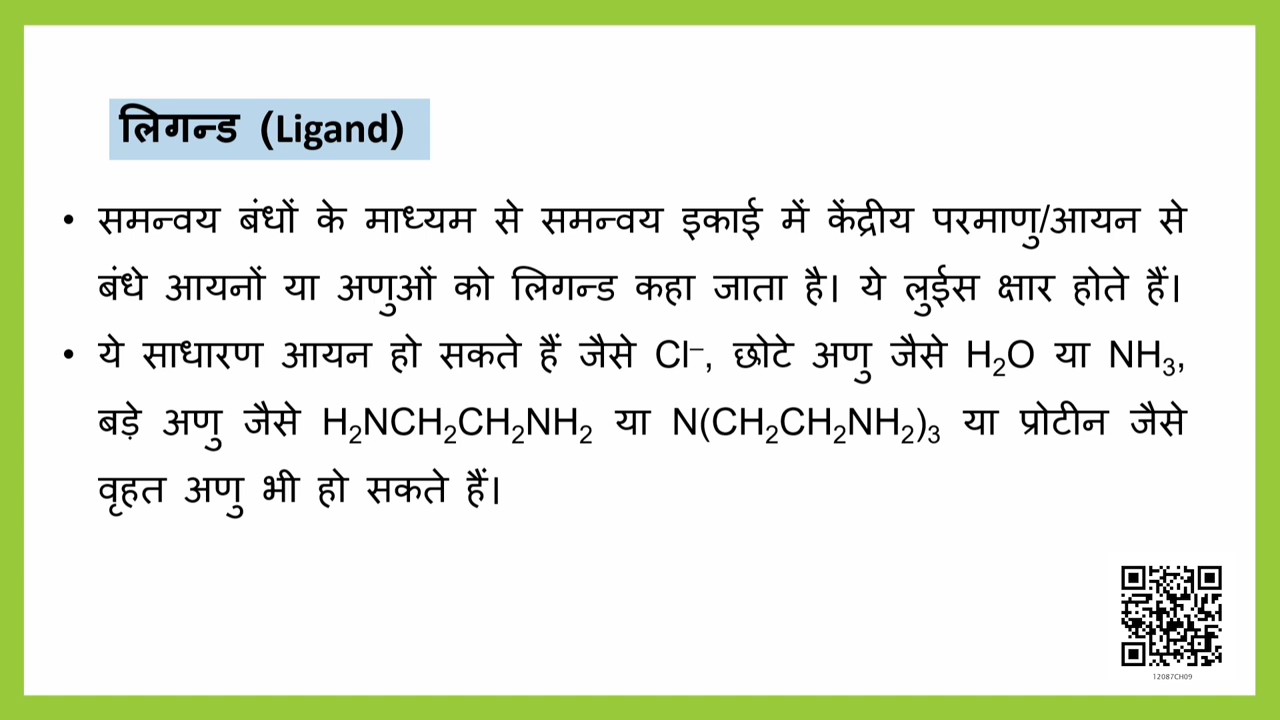 लिगन्ड (Ligand)
• समन्वय बंधों के माध्यम से समन्वय इकाई में केंद्रीय परमाणु/आयन से
बंधे आयनों या अणुओं को लिगन्ड कहा जाता है। ये लुईस क्षार होते हैं।
• ये साधारण आयन हो सकते हैं जैसे Cl⁻, छोटे अणु जैसे H₂O या NH₃,
बड़े अणु जैसे H₂NCH₂CH₂NH₂ या N(CH₂CH₂NH₂)₃ या प्रोटीन जैसे
वृहत अणु भी हो सकते हैं।
12087CH09